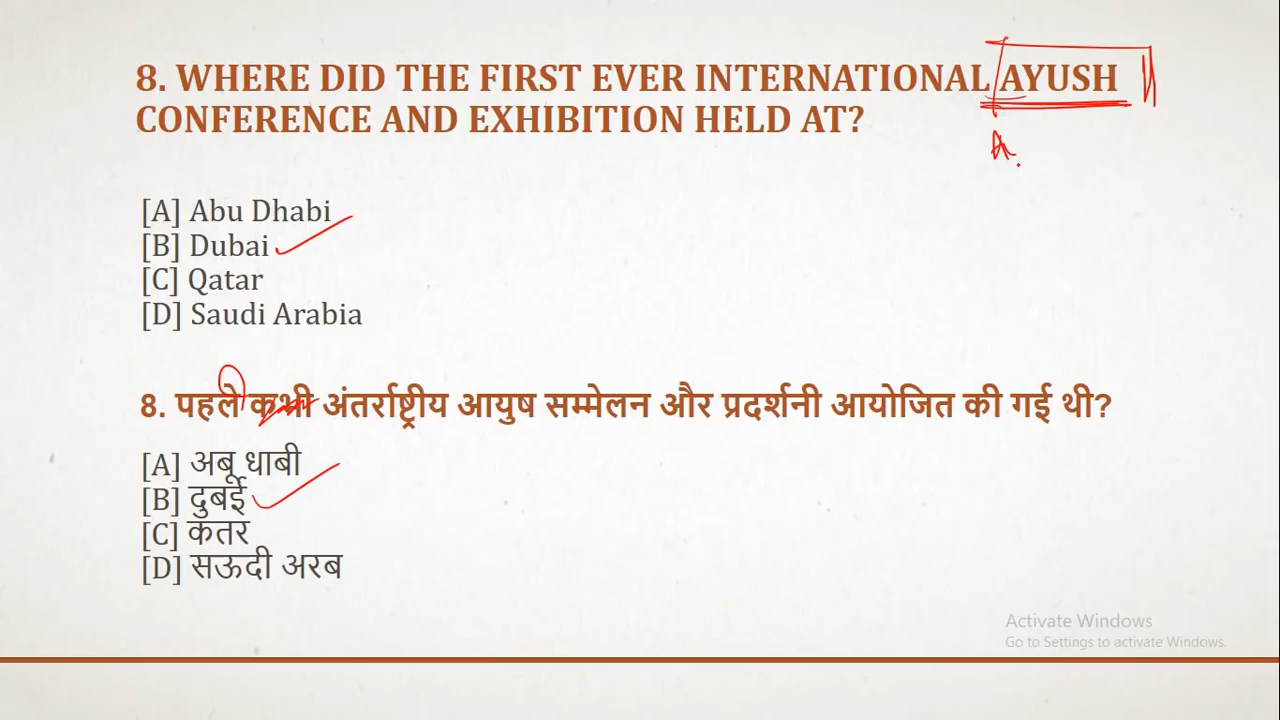 8. WHERE DID THE FIRST EVER INTERNATIONAL AYUSH
CONFERENCE AND EXHIBITION HELD AT?
A.
[A] Abu Dhabi
[B] Dubai
[C] Qatar
[D] Saudi Arabia
8. पहले कभी अंतर्राष्ट्रीय आयुष सम्मेलन और प्रदर्शनी आयोजित की गई थी?
[A] अबू धाबी
[B] दुबई
[C] कतर
[D] सऊदी अरब
Activate Windows
Go to Settings to activate Windows.